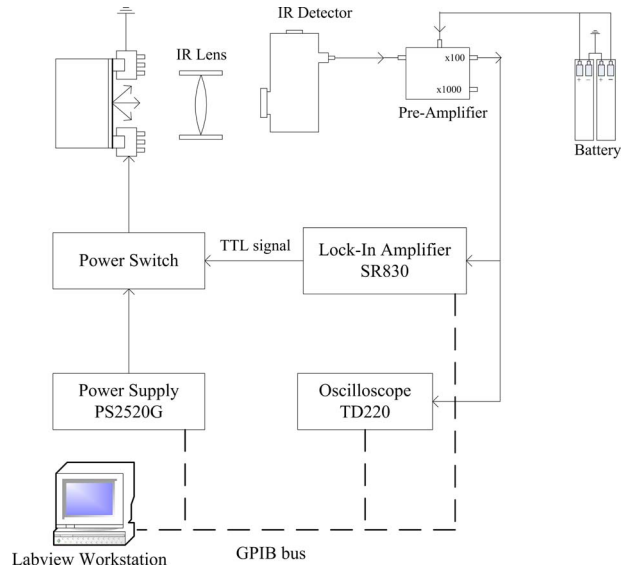 IR Detector
IR Lens
x100
x1000
Pre-Amplifier
+ - + -
Battery
Power Switch
TTL signal
Lock-In Amplifier
SR830
Power Supply
PS2520G
Oscilloscope
TD220
GPIB bus
Labview Workstation